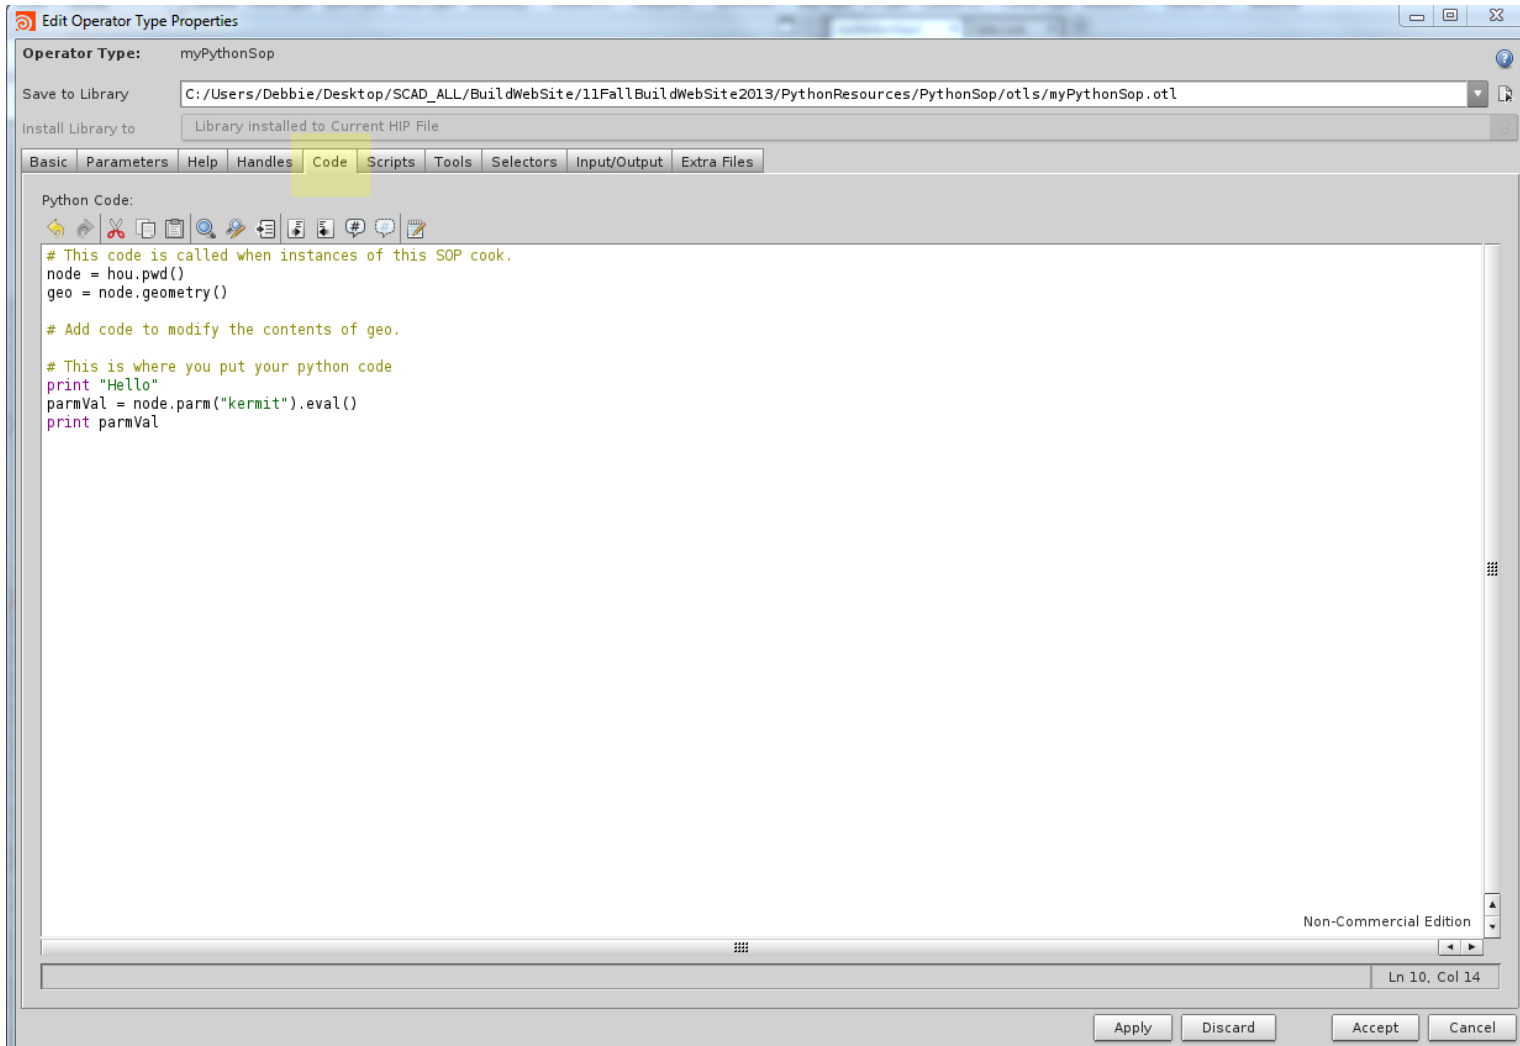 Edit Operator Type Properties
Operator Type: myPythonSop
Save to Library C:/Users/Debbie/Desktop/SCAD_ALL/BuildWebSite/11FallBuildWebSite2013/PythonResources/PythonSop/otls/myPythonSop.otl
Install Library to Library installed to Current HIP File
Basic Parameters Help Handles Code Scripts Tools Selectors Input/Output Extra Files
Python Code:
# This code is called when instances of this SOP cook.
node = hou.pwd()
geo = node.geometry()
# Add code to modify the contents of geo.
# This is where you put your python code
print "Hello"
parmVal = node.parm("kermit").eval()
print parmVal
Non-Commercial Edition
Ln 10, Col 14
Apply Discard Accept Cancel